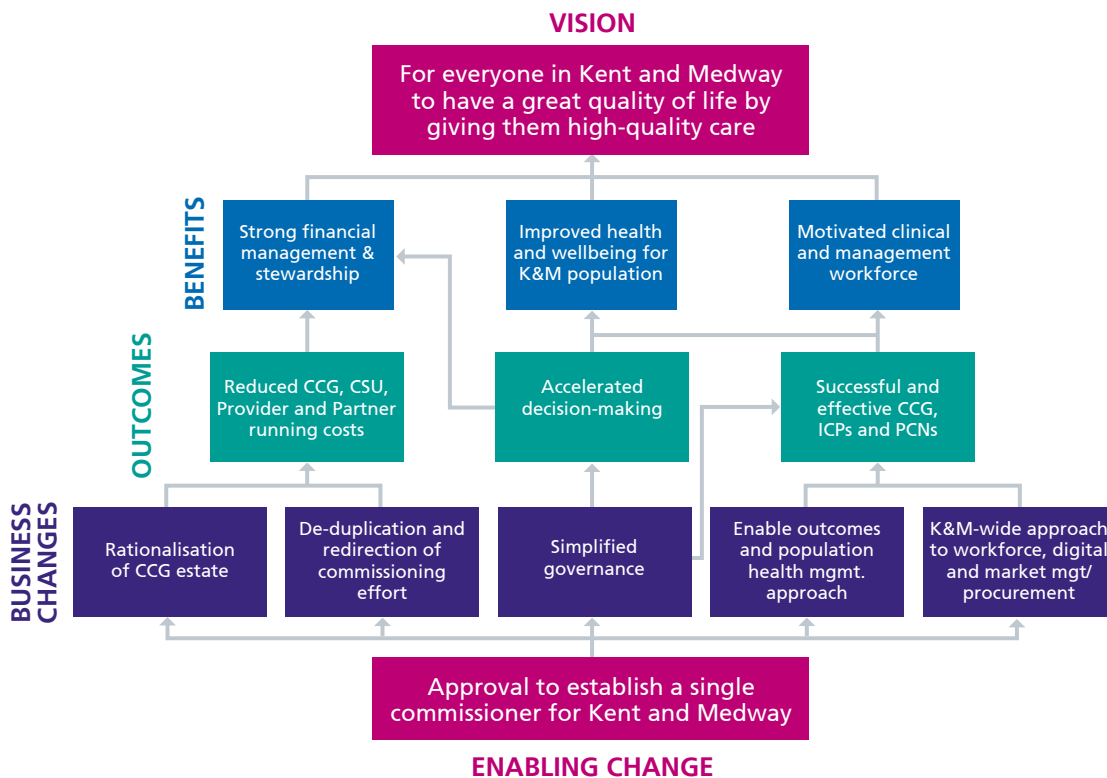 VISION
For everyone in Kent and Medway
to have a great quality of life by
giving them high-quality care
BENEFITS
Strong financial
management &
stewardship
Improved health
and wellbeing for
K&M population
Motivated clinical
and management
workforce
OUTCOMES
Reduced CCG, CSU,
Provider and Partner
running costs
Accelerated
decision-making
Successful and
effective CCG,
ICPs and PCNs
BUSINESS
CHANGES
Rationalisation
of CCG estate
De-duplication and
redirection of
commissioning
effort
Simplified
governance
Enable outcomes
and population
health mgmt.
approach
K&M-wide approach
to workforce, digital
and market mgt/
procurement
Approval to establish a single
commissioner for Kent and Medway
ENABLING CHANGE